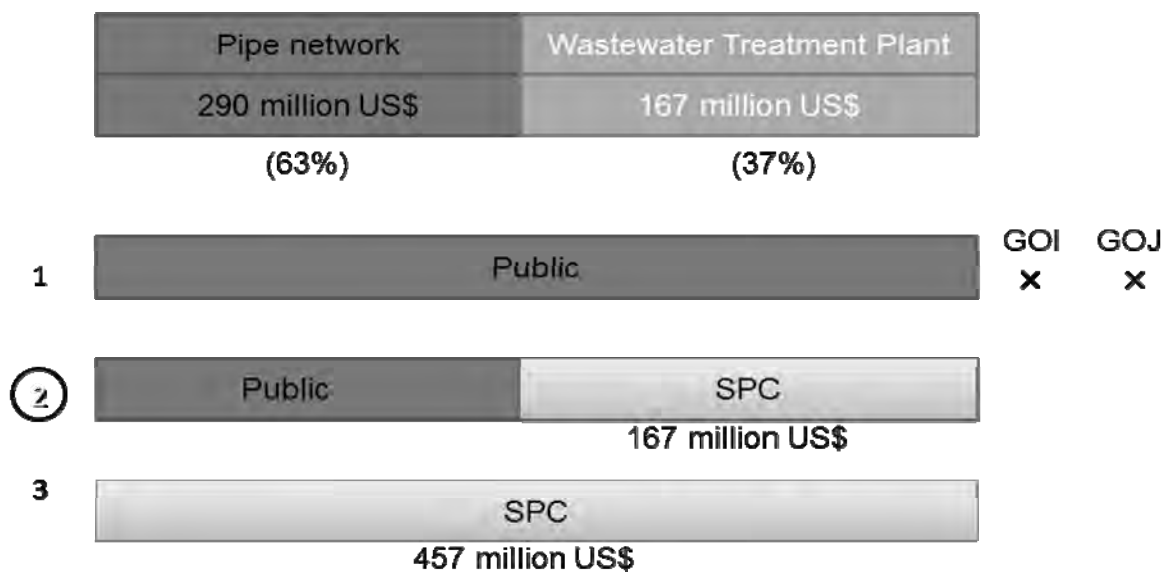 Pipe network Wastewater Treatment Plant
290 million US$ 167 million US$
(63%) (37%)
GOI GOJ
1 Public × ×
2 Public SPC
167 million US$
3
SPC
457 million US$